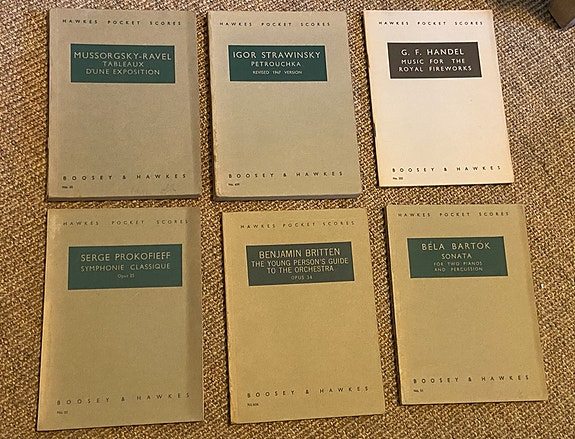 HAWKES POCKET SCORES
MUSSORGSKY-RAVEL
TABLEAUX
D'UNE EXPOSITION
BOOSEY & HAWKES
HAWKES POCKET SCORES
IGOR STRAWINSKY
PETROUCHKA
REVISED 1947 VERSION
BOOSEY & HAWKES
HAWKES POCKET SCORES
G. F. HANDEL
MUSIC FOR THE
ROYAL FIREWORKS
BOOSEY & HAWKES
HAWKES POCKET SCORES
SERGE PROKOFIEFF
SYMPHONIE CLASSIQUE
BOOSEY & HAWKES
HAWKES POCKET SCORES
BENJAMIN BRITTEN
THE YOUNG PERSON'S GUIDE
TO THE ORCHESTRA
OPUS 34
BOOSEY & HAWKES
HAWKES POCKET SCORES
BÉLA BARTOK
SONATA
FOR TWO PIANOS
AND PERCUSSION
BOOSEY & HAWKES